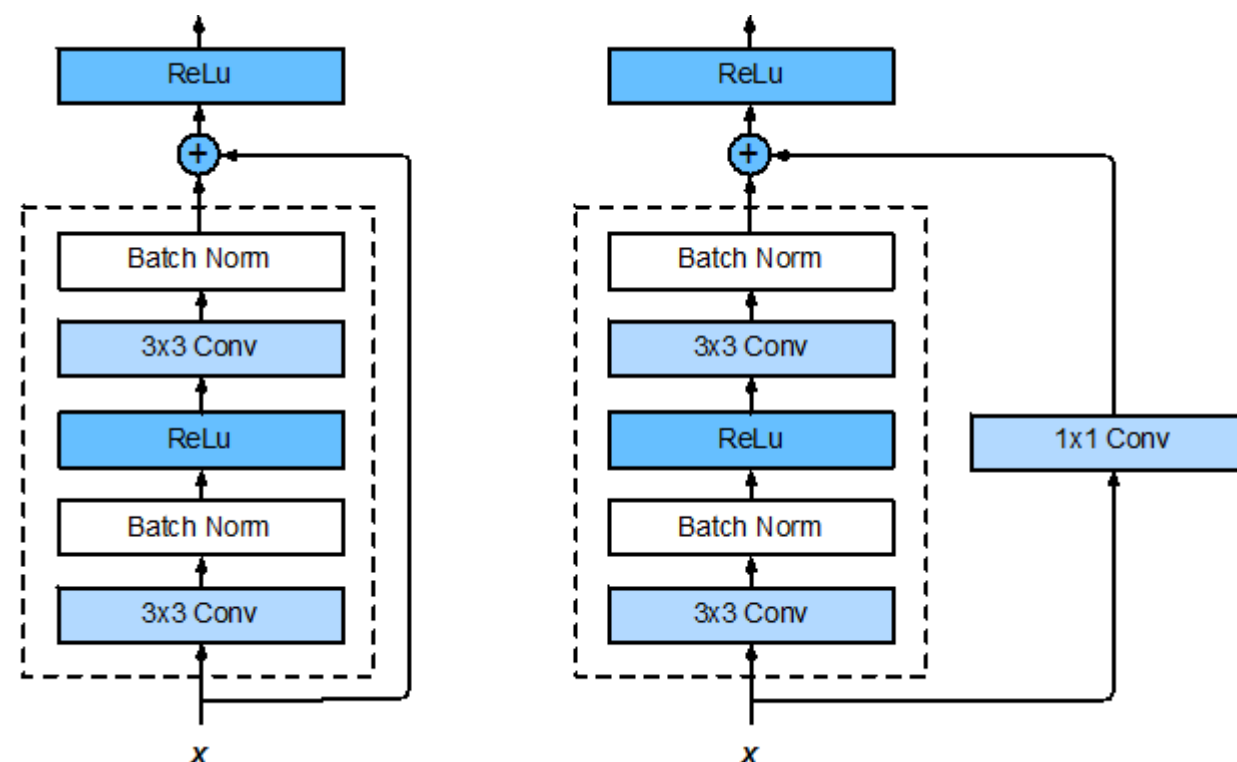 ReLu
+
Batch Norm
3x3 Conv
ReLu
Batch Norm
3x3 Conv
x
ReLu
+
Batch Norm
3x3 Conv
ReLu
Batch Norm
3x3 Conv
1x1 Conv
x